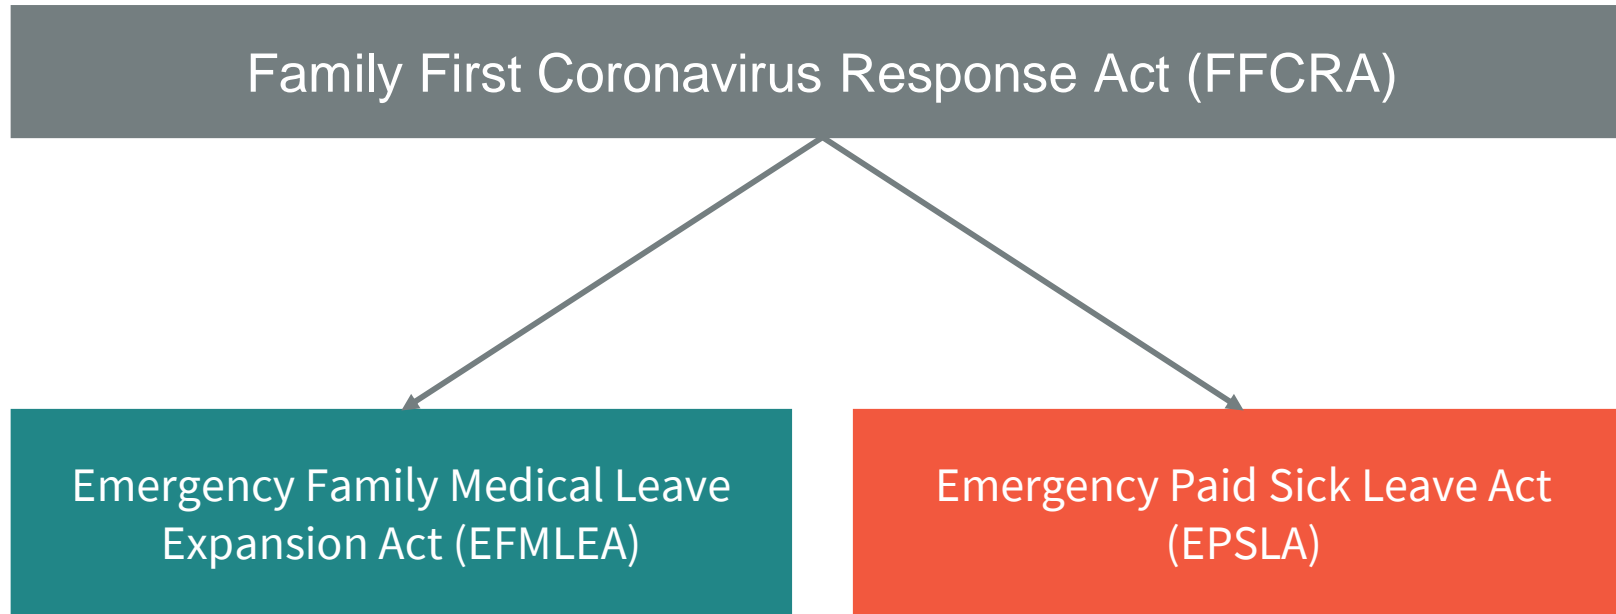 Family First Coronavirus Response Act (FFCRA)
Emergency Family Medical Leave
Expansion Act (EFMLEA)
Emergency Paid Sick Leave Act
(EPSLA)